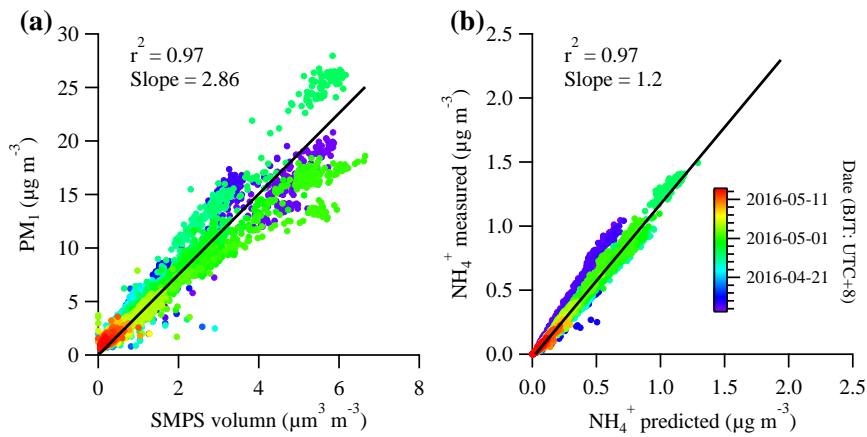 (a)
r² = 0.97
Slope = 2.86
PM₁ (µg m⁻³)
30
25
20
15
10
5
0
0
2
4
6
8
SMPS volumn (µm³ m⁻³)
(b)
r² = 0.97
Slope = 1.2
NH₄⁺ measured (µg m⁻³)
2.5
2.0
1.5
1.0
0.5
0.0
0.0
0.5
1.0
1.5
2.0
2.5
NH₄⁺ predicted (µg m⁻³)
2016-05-11
2016-05-01
2016-04-21
Date (BJT: UTC+8)